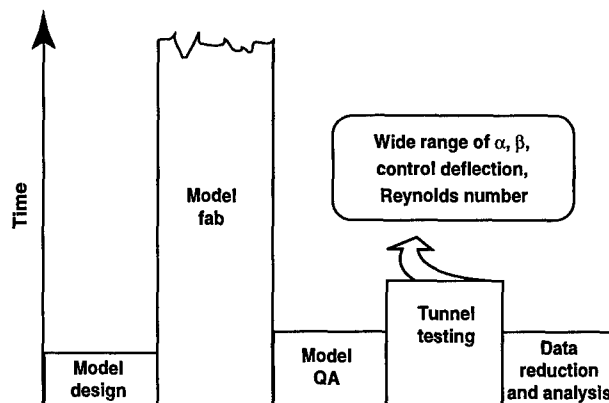 Time
Model
design
Model
fab
Model
QA
Wide range of α, β,
control deflection,
Reynolds number
Tunnel
testing
Data
reduction
and analysis